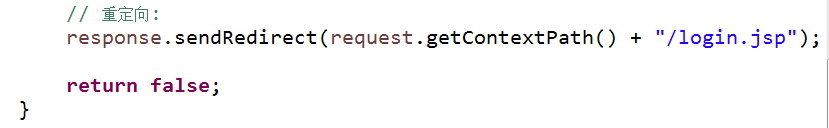 // 重定向:
response.sendRedirect(request.getContextPath() + "/login.jsp");
return false;
}